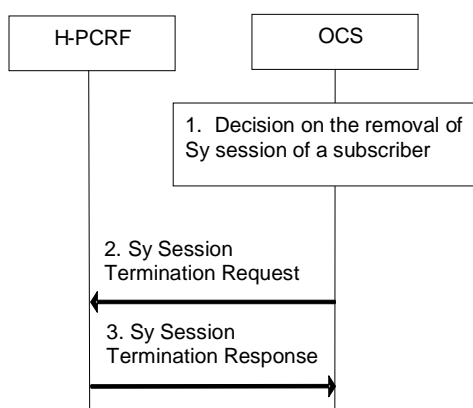 H-PCRF
OCS
1. Decision on the removal of
Sy session of a subscriber
2. Sy Session
Termination Request
3. Sy Session
Termination Response